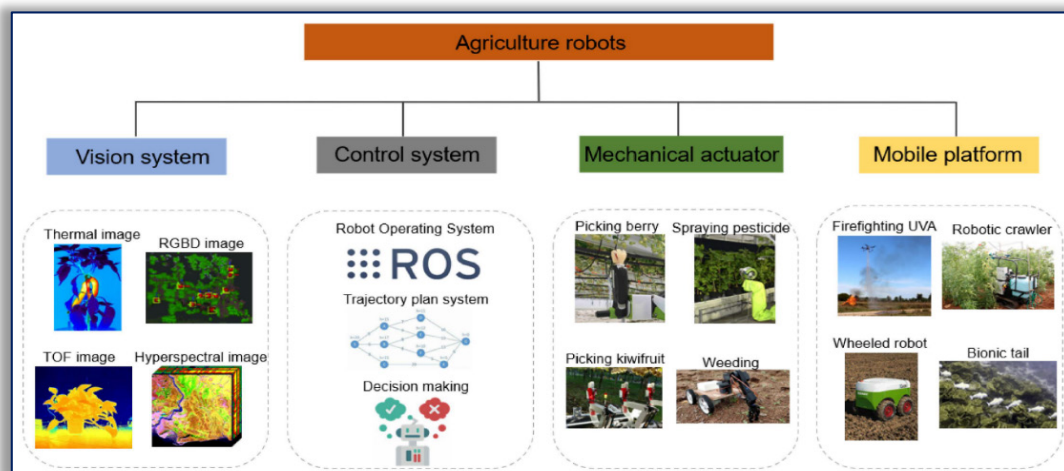 Agriculture robots
Vision system
Control system
Mechanical actuator
Mobile platform
Thermal image
RGBD image
TOF image
Hyperspectral image
Robot Operating System
ROS
Trajectory plan system
Decision making
Picking berry
Spraying pesticide
Picking kiwifruit
Weeding
Firefighting UVA
Robotic crawler
Wheeled robot
Bionic tail